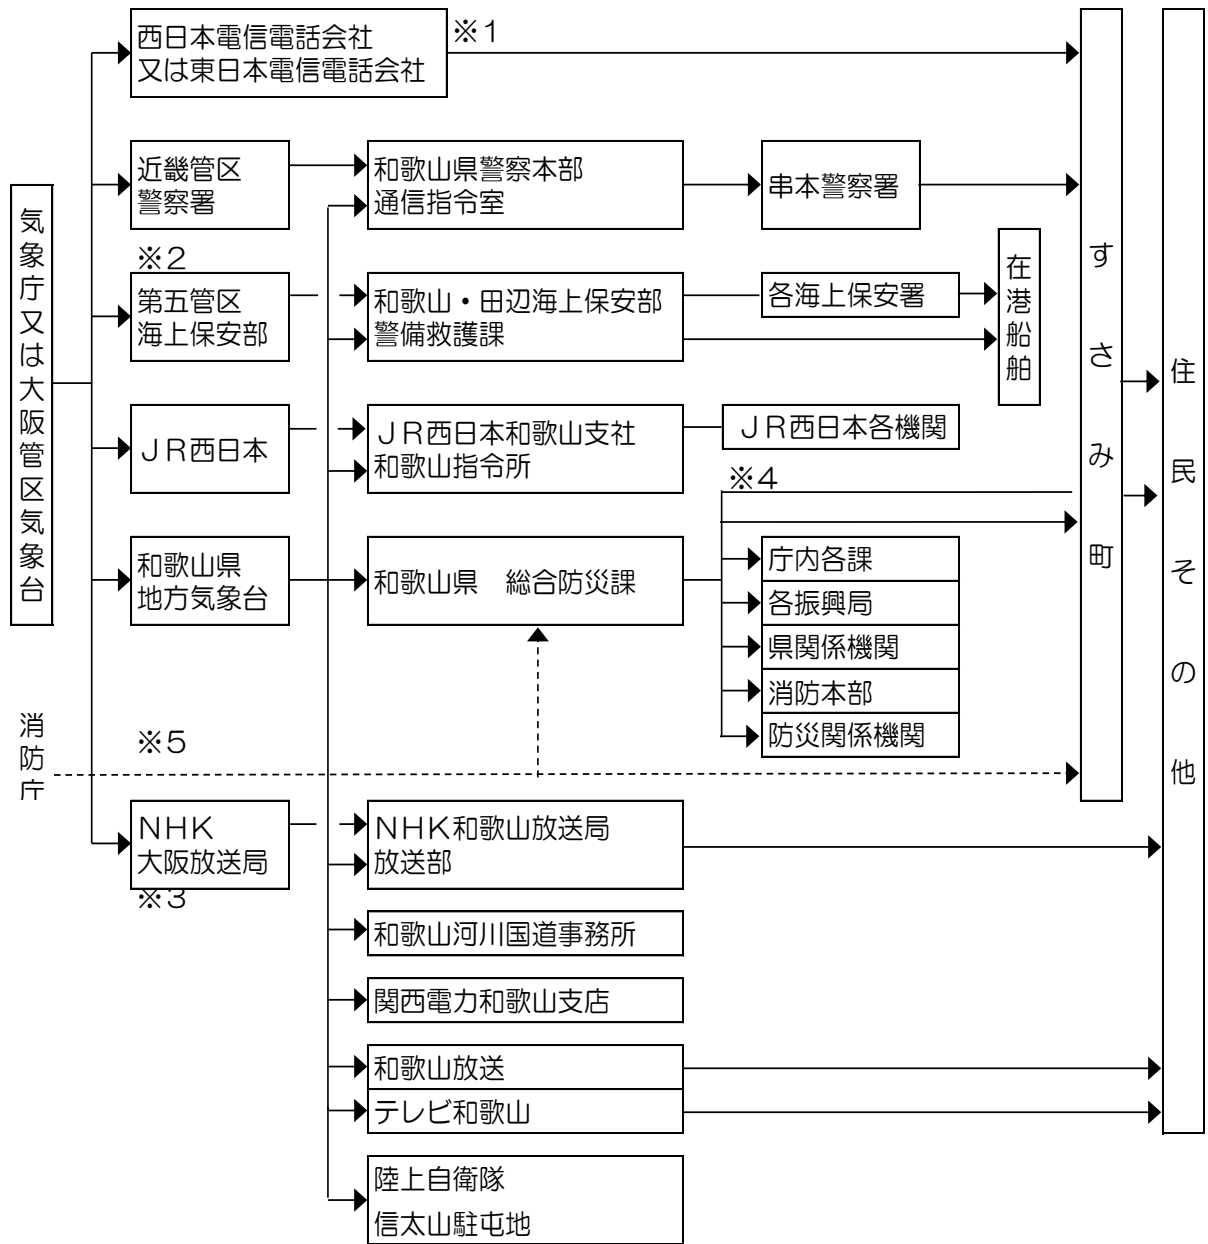 西日本電信電話会社
又は東日本電信電話会社
※1
近畿管区
警察署
和歌山県警察本部
通信指令室
串本警察署
気象庁又は大阪管区気象台
※2
第五管区
海上保安部
和歌山・田辺海上保安部
警備救護課
各海上保安署
在港船舶
すさみ町
住民その他
ＪＲ西日本
ＪＲ西日本和歌山支社
和歌山指令所
ＪＲ西日本各機関
※4
和歌山県
地方気象台
和歌山県　総合防災課
庁内各課
各振興局
県関係機関
消防本部
防災関係機関
消防庁
※5
ＮＨＫ
大阪放送局
※3
ＮＨＫ和歌山放送局
放送部
和歌山河川国道事務所
関西電力和歌山支店
和歌山放送
テレビ和歌山
陸上自衛隊
信太山駐屯地